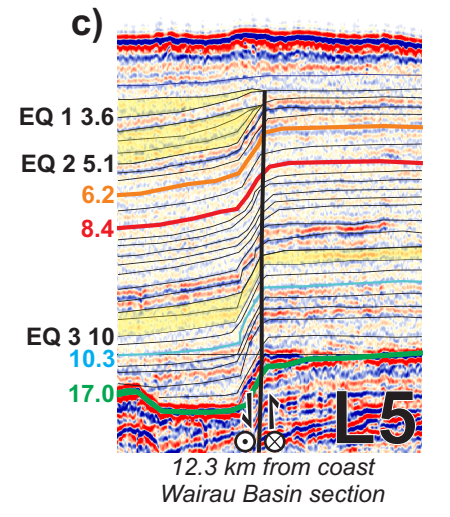 c)
EQ 1 3.6
EQ 2 5.1
6.2
8.4
EQ 3 10
10.3
17.0
L5
12.3 km from coast
Wairau Basin section